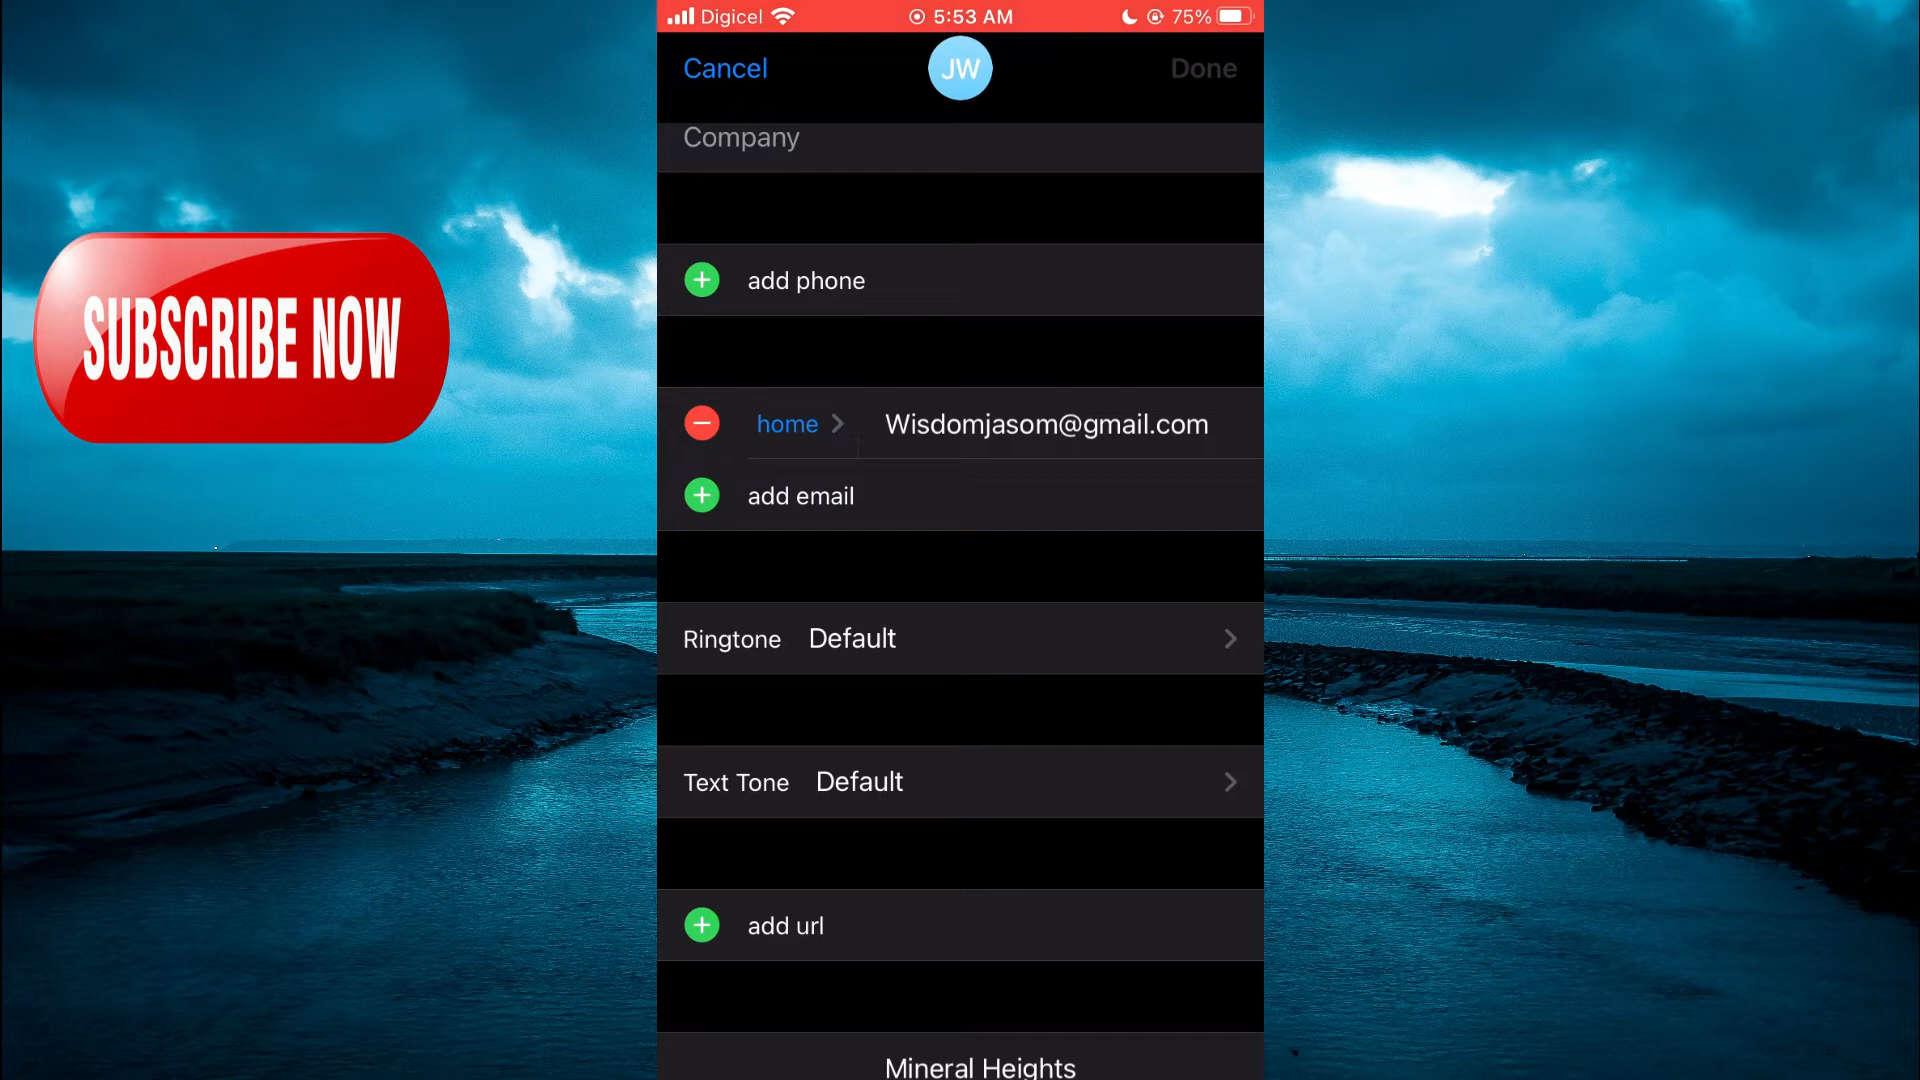 Digicel
5:53 AM
75%
Cancel
JW
Done
Company
SUBSCRIBE NOW
add phone
home
Wisdomjasom@gmail.com
add email
Ringtone Default
Text Tone Default
add url
Mineral Heights